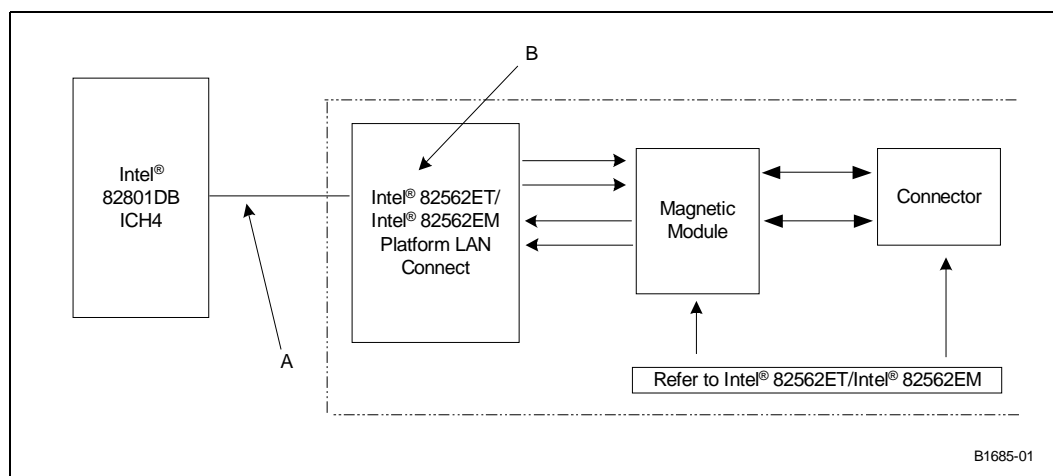 B
Intel®
82801DB
ICH4
A
Intel® 82562ET/
Intel® 82562EM
Platform LAN
Connect
Magnetic
Module
Connector
Refer to Intel® 82562ET/Intel® 82562EM
B1685-01